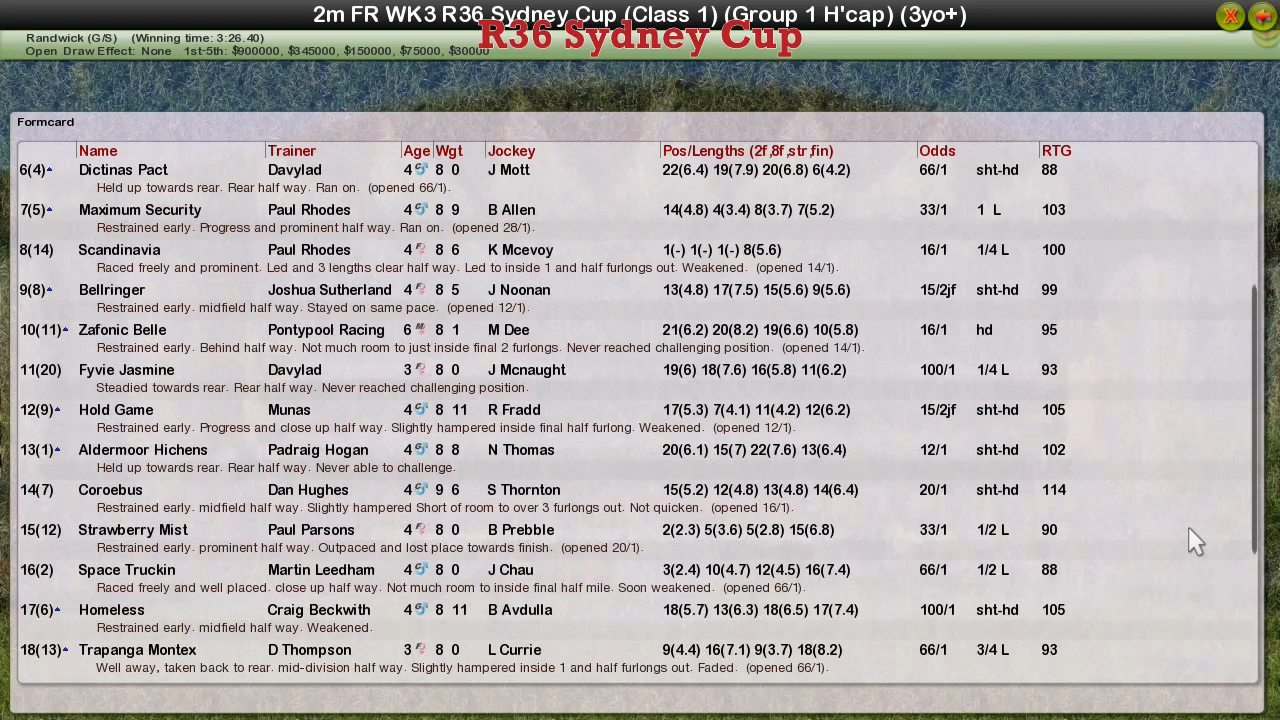 2m FR WK3 R36 Sydney Cup (Class 1) (Group 1 H'cap) (3yo+)
R36 Sydney Cup
Randwick (G/S) (Winning time: 3:26.40)
Open Draw Effect: None 1st-5th: $900000, $345000, $150000, $75000, $30000
Formcard
Name Trainer Age Wgt Jockey Pos/Lengths (2f,8f,str,fin) Odds RTG
6(4) Dictinas Pact Davylad 4 8 0 J Mott 22(6.4) 19(7.9) 20(6.8) 6(4.2) 66/1 sht-hd 88
Held up towards rear. Rear half way. Ran on. (opened 66/1).
7(5) Maximum Security Paul Rhodes 4 8 9 B Allen 14(4.8) 4(3.4) 8(3.7) 7(5.2) 33/1 1 L 103
Restrained early. Progress and prominent half way. Ran on. (opened 28/1).
8(14) Scandinavia Paul Rhodes 4 8 6 K Mcevoy 1(-) 1(-) 1(-) 8(5.6) 16/1 1/4 L 100
Raced freely and prominent. Led and 3 lengths clear half way. Led to inside 1 and half furlongs out. Weakened. (opened 14/1).
9(8) Bellringer Joshua Sutherland 4 8 5 J Noonan 13(4.8) 17(7.5) 15(5.6) 9(5.6) 15/2jf sht-hd 99
Restrained early. midfield half way. Stayed on same pace. (opened 12/1).
10(11) Zafonic Belle Pontypool Racing 6 8 1 M Dee 21(6.2) 20(8.2) 19(6.6) 10(5.8) 16/1 hd 95
Restrained early. Behind half way. Not much room to just inside final 2 furlongs. Never reached challenging position. (opened 14/1).
11(20) Fyvie Jasmine Davylad 3 8 0 J Mcnaught 19(6) 18(7.6) 16(5.8) 11(6.2) 100/1 1/4 L 93
Steadied towards rear. Rear half way. Never reached challenging position.
12(9) Hold Game Munas 4 8 11 R Fradd 17(5.3) 7(4.1) 11(4.2) 12(6.2) 15/2jf sht-hd 105
Restrained early. Progress and close up half way. Slightly hampered inside final half furlong. Weakened. (opened 12/1).
13(1) Aldermoor Hichens Padraig Hogan 4 8 8 N Thomas 20(6.1) 15(7) 22(7.6) 13(6.4) 12/1 sht-hd 102
Held up towards rear. Rear half way. Never able to challenge.
14(7) Coroebus Dan Hughes 4 9 6 S Thornton 15(5.2) 12(4.8) 13(4.8) 14(6.4) 20/1 sht-hd 114
Restrained early. midfield half way. Slightly hampered Short of room to over 3 furlongs out. Not quicken. (opened 16/1).
15(12) Strawberry Mist Paul Parsons 4 8 0 B Prebble 2(2.3) 5(3.6) 5(2.8) 15(6.8) 33/1 1/2 L 90
Restrained early. prominent half way. Outpaced and lost place towards finish. (opened 20/1).
16(2) Space Truckin Martin Leedham 4 8 0 J Chau 3(2.4) 10(4.7) 12(4.5) 16(7.4) 66/1 1/2 L 88
Raced freely and well placed. close up half way. Not much room to inside final half mile. Soon weakened. (opened 66/1).
17(6) Homeless Craig Beckwith 4 8 11 B Avdulla 18(5.7) 13(6.3) 18(6.5) 17(7.4) 100/1 sht-hd 105
Restrained early. midfield half way. Weakened.
18(13) Trapanga Montex D Thompson 3 8 0 L Currie 9(4.4) 16(7.1) 9(3.7) 18(8.2) 66/1 3/4 L 93
Well away, taken back to rear. mid-division half way. Slightly hampered inside 1 and half furlongs out. Faded. (opened 66/1).